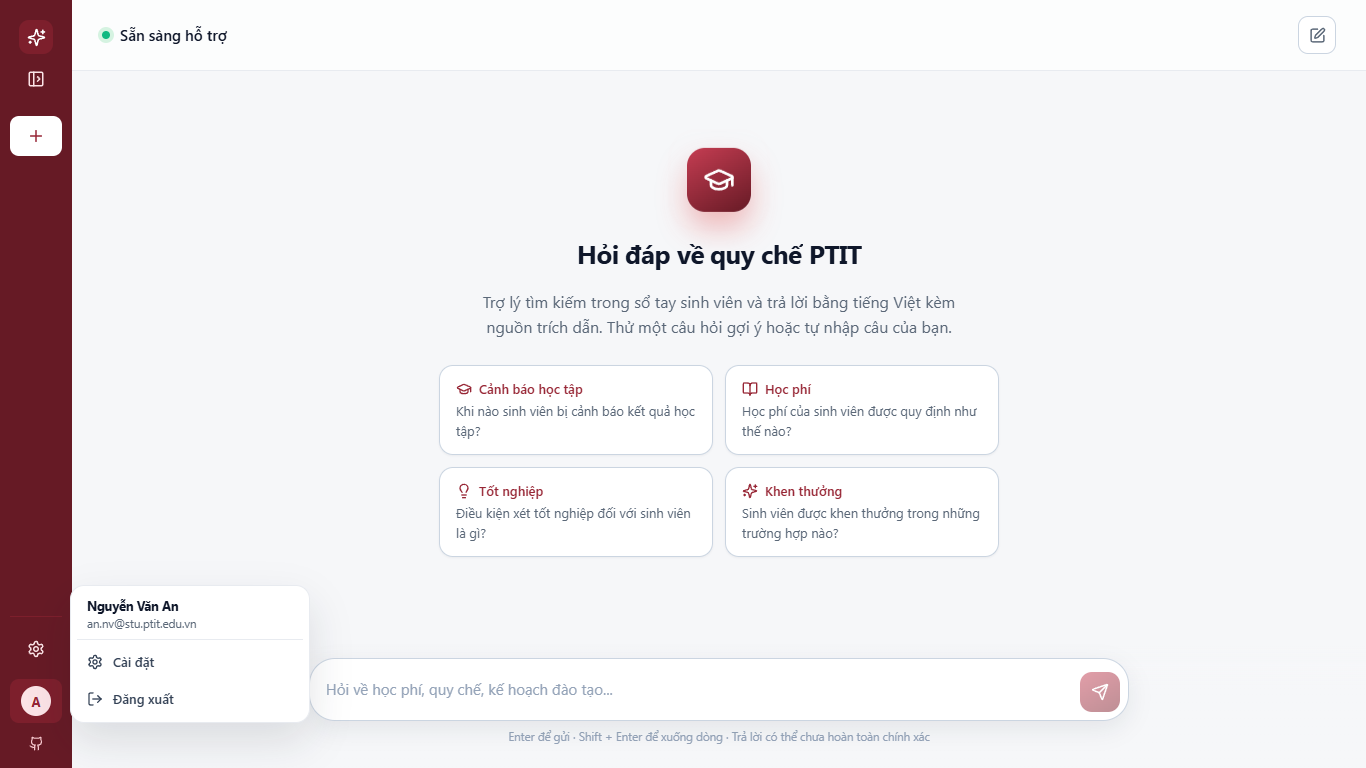 Sẵn sàng hỗ trợ
Hỏi đáp về quy chế PTIT
Trợ lý tìm kiếm trong sổ tay sinh viên và trả lời bằng tiếng Việt kèm
nguồn trích dẫn. Thử một câu hỏi gợi ý hoặc tự nhập câu của bạn.
Cảnh báo học tập
Khi nào sinh viên bị cảnh báo kết quả học
tập?
Học phí
Học phí của sinh viên được quy định như
thế nào?
Tốt nghiệp
Điều kiện xét tốt nghiệp đối với sinh viên
là gì?
Khen thưởng
Sinh viên được khen thưởng trong những
trường hợp nào?
Nguyễn Văn An
an.nv@stu.ptit.edu.vn
Cài đặt
Đăng xuất
A
Hỏi về học phí, quy chế, kế hoạch đào tạo...
Enter để gửi · Shift + Enter để xuống dòng · Trả lời có thể chưa hoàn toàn chính xác